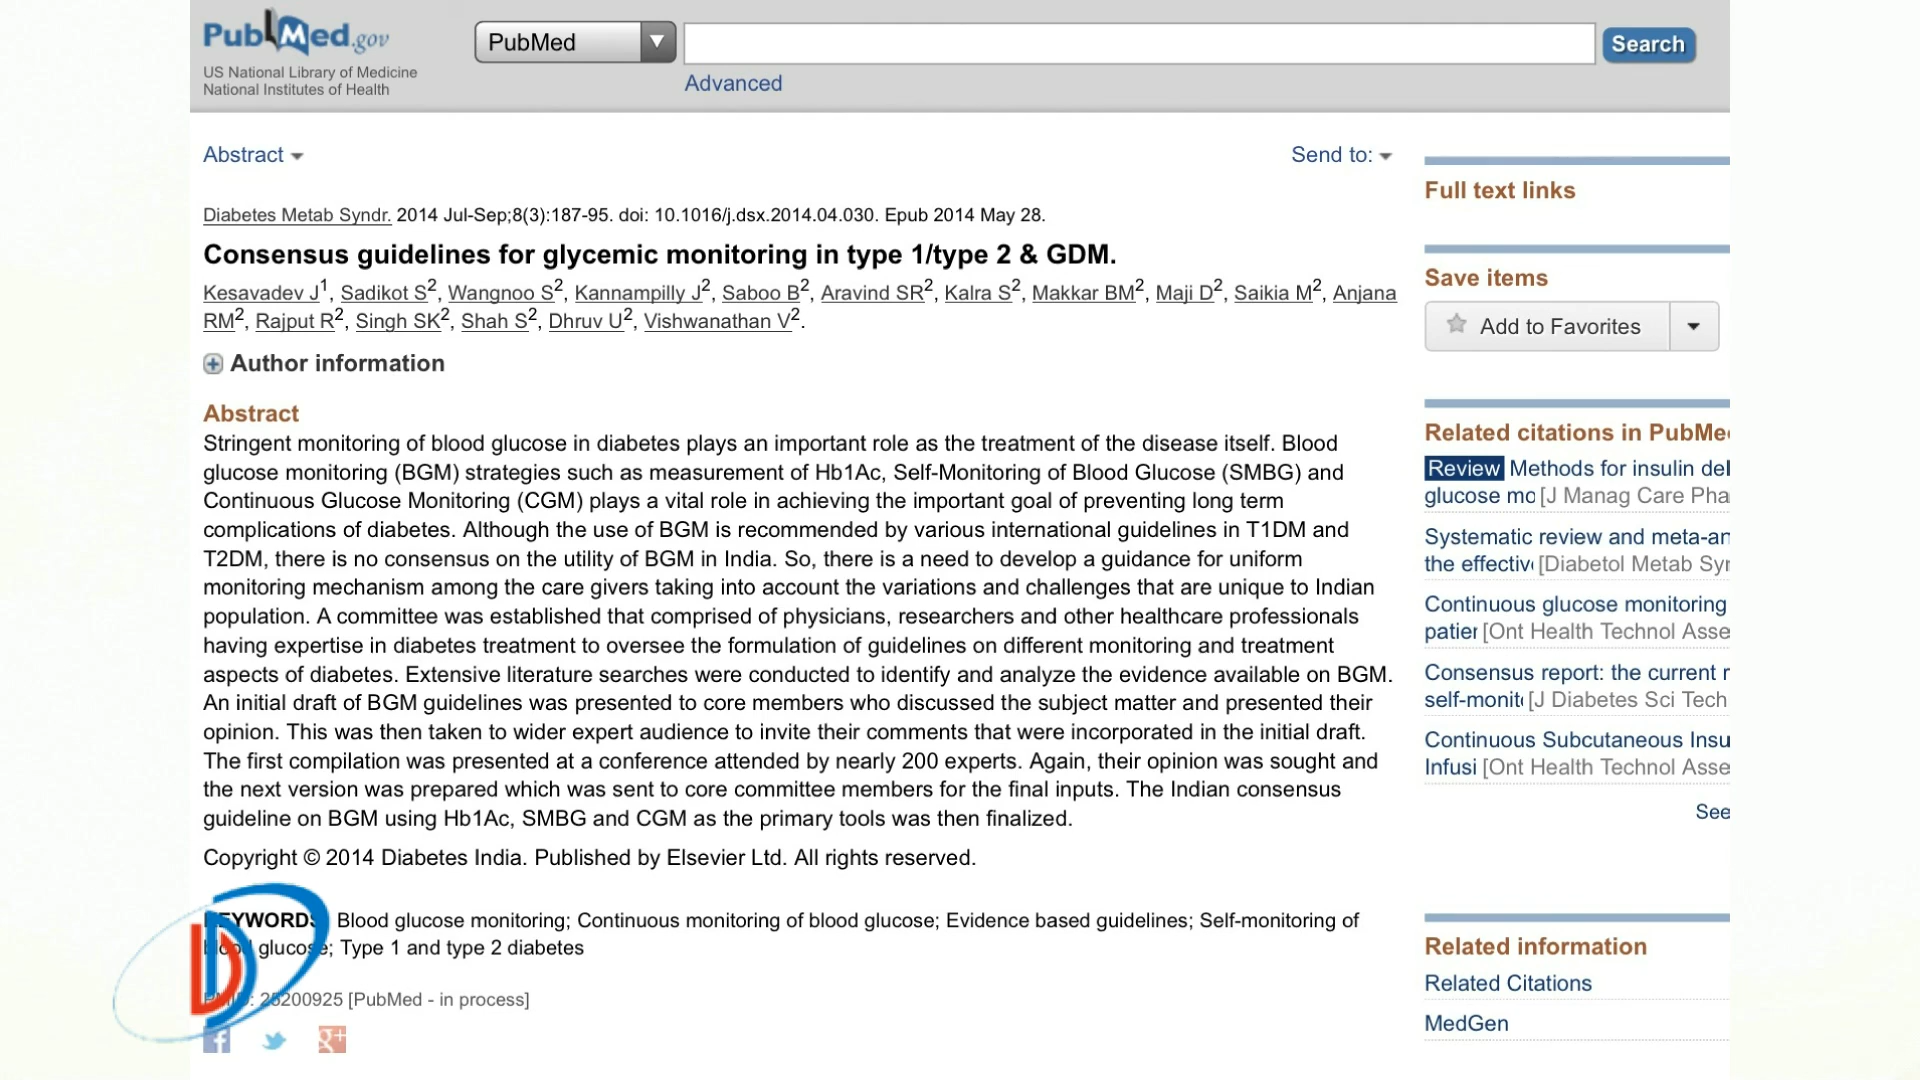 PubMed.gov
US National Library of Medicine
National Institutes of Health
PubMed
Search
Advanced
Abstract
Send to:
Diabetes Metab Syndr. 2014 Jul-Sep;8(3):187-95. doi: 10.1016/j.dsx.2014.04.030. Epub 2014 May 28.
Consensus guidelines for glycemic monitoring in type 1/type 2 & GDM.
Kesavadev J1, Sadikot S2, Wangnoo S2, Kannampilly J2, Saboo B2, Aravind SR2, Kalra S2, Makkar BM2, Maji D2, Saikia M2, Anjana
RM2, Rajput R2, Singh SK2, Shah S2, Dhruv U2, Vishwanathan V2.
Author information
Abstract
Stringent monitoring of blood glucose in diabetes plays an important role as the treatment of the disease itself. Blood
glucose monitoring (BGM) strategies such as measurement of Hb1Ac, Self-Monitoring of Blood Glucose (SMBG) and
Continuous Glucose Monitoring (CGM) plays a vital role in achieving the important goal of preventing long term
complications of diabetes. Although the use of BGM is recommended by various international guidelines in T1DM and
T2DM, there is no consensus on the utility of BGM in India. So, there is a need to develop a guidance for uniform
monitoring mechanism among the care givers taking into account the variations and challenges that are unique to Indian
population. A committee was established that comprised of physicians, researchers and other healthcare professionals
having expertise in diabetes treatment to oversee the formulation of guidelines on different monitoring and treatment
aspects of diabetes. Extensive literature searches were conducted to identify and analyze the evidence available on BGM.
An initial draft of BGM guidelines was presented to core members who discussed the subject matter and presented their
opinion. This was then taken to wider expert audience to invite their comments that were incorporated in the initial draft.
The first compilation was presented at a conference attended by nearly 200 experts. Again, their opinion was sought and
the next version was prepared which was sent to core committee members for the final inputs. The Indian consensus
guideline on BGM using Hb1Ac, SMBG and CGM as the primary tools was then finalized.
Copyright © 2014 Diabetes India. Published by Elsevier Ltd. All rights reserved.
KEYWORDS: Blood glucose monitoring; Continuous monitoring of blood glucose; Evidence based guidelines; Self-monitoring of
blood glucose; Type 1 and type 2 diabetes
PMID: 25200925 [PubMed - in process]
Full text links
Save items
Add to Favorites
Related citations in PubMe
Review Methods for insulin del
glucose mo [J Manag Care Pha
Systematic review and meta-an
the effectiv [Diabetol Metab Syr
Continuous glucose monitoring
patier [Ont Health Technol Asse
Consensus report: the current r
self-monit [J Diabetes Sci Tech
Continuous Subcutaneous Insu
Infusi [Ont Health Technol Asse
See
Related information
Related Citations
MedGen